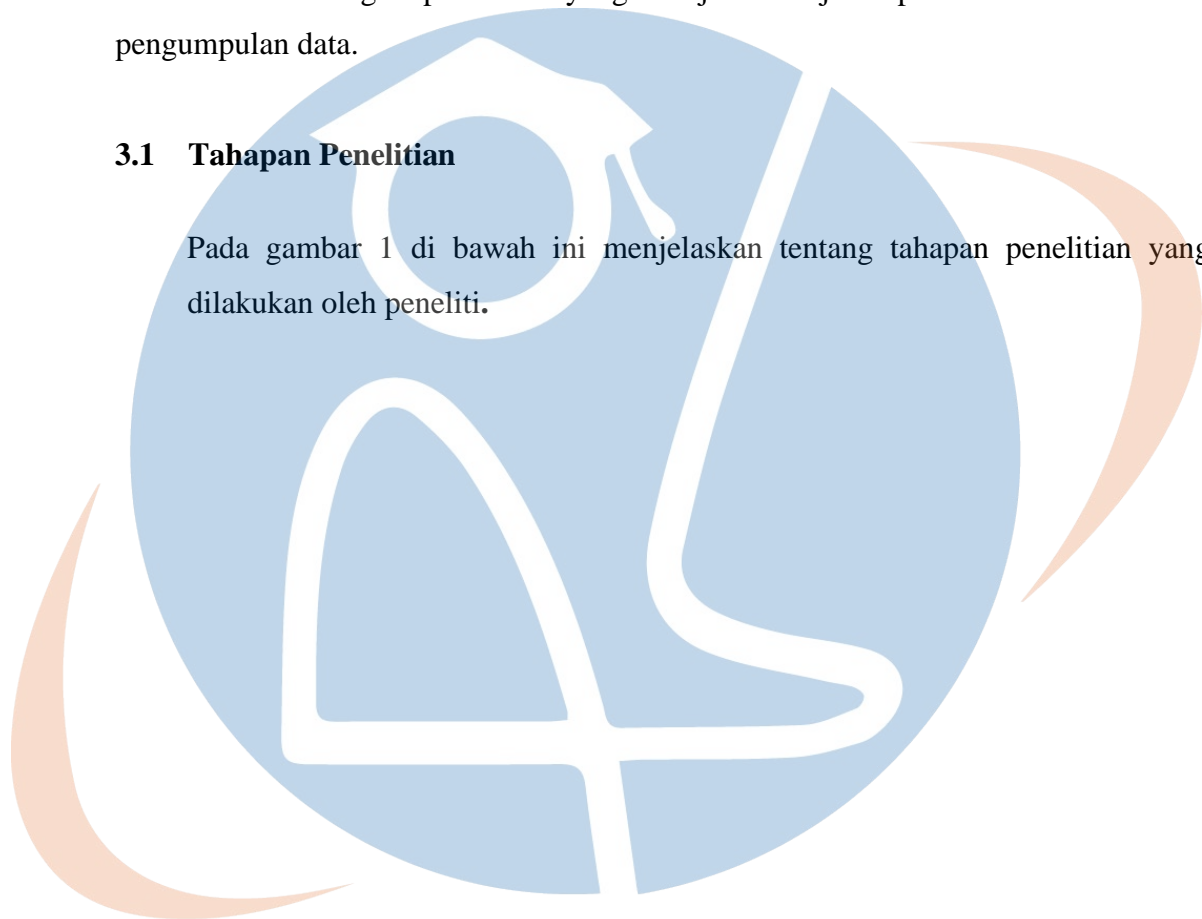 pengumpulan data.
3.1 Tahapan Penelitian
Pada gambar 1 di bawah ini menjelaskan tentang tahapan penelitian yang
dilakukan oleh peneliti.